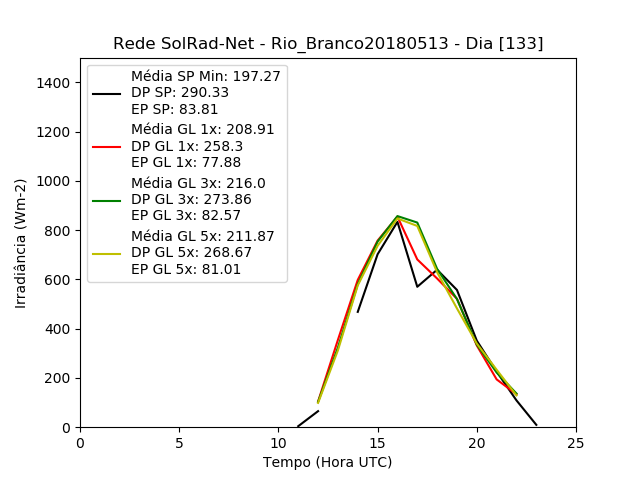 Rede SolRad-Net - Rio_Branco20180513 - Dia [133]
Média SP Min: 197.27
DP SP: 290.33
EP SP: 83.81
Média GL 1x: 208.91
DP GL 1x: 258.3
EP GL 1x: 77.88
Média GL 3x: 216.0
DP GL 3x: 273.86
EP GL 3x: 82.57
Média GL 5x: 211.87
DP GL 5x: 268.67
EP GL 5x: 81.01
Irradiância (Wm-2)
1400
1200
1000
800
600
400
200
0
0 5 10 15 20 25
Tempo (Hora UTC)